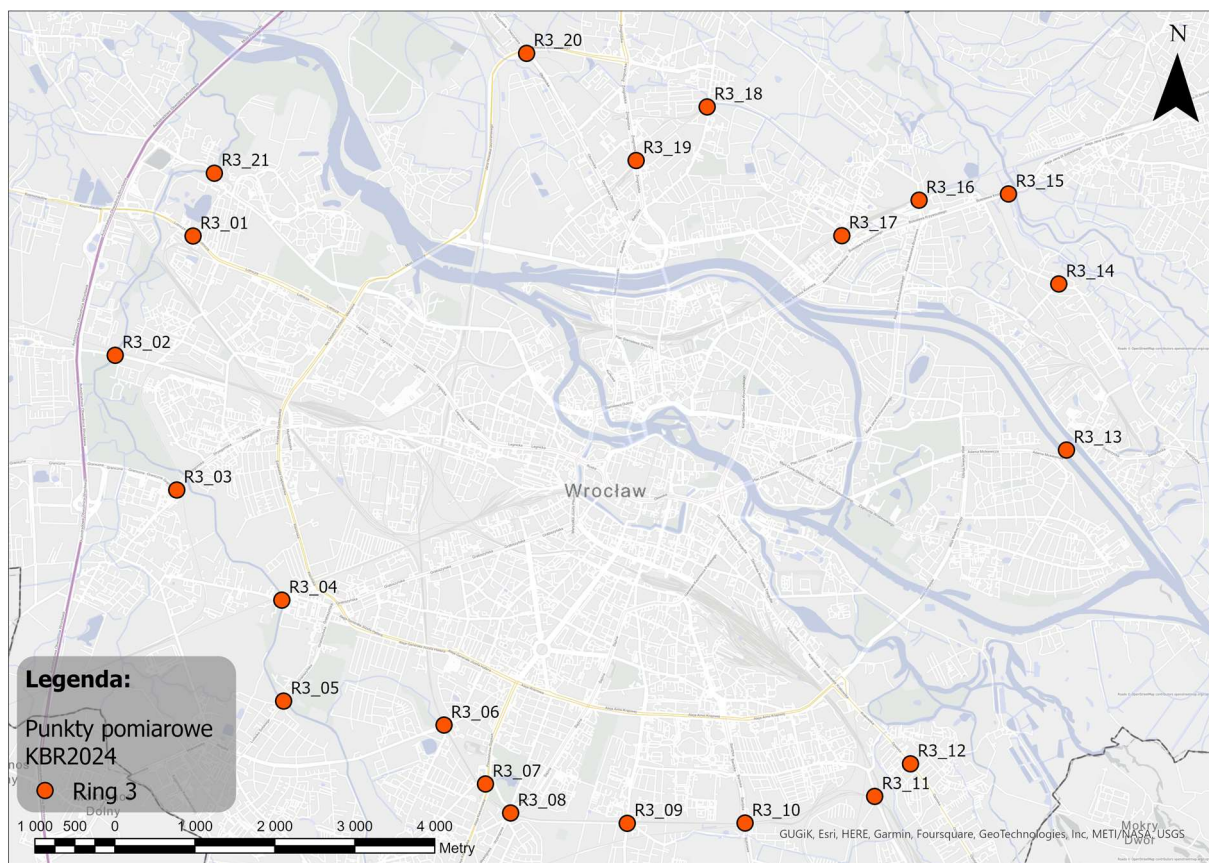 N
R3_20
R3_18
R3_19
R3_21
R3_16
R3_15
R3_01
R3_17
R3_14
R3_02
R3_13
R3_03
Wrocław
R3_04
Legenda:
Punkty pomiarowe
KBR2024
Ring 3
R3_05
R3_06
R3_07
R3_08
R3_09
R3_10
R3_11
R3_12
Dolny
Mokry
Dwór
1 000 500 0 1 000 2 000 3 000 4 000
Metry
GUGiK, Esri, HERE, Garmin, Foursquare, GeoTechnologies, Inc, METI/NASA, USGS